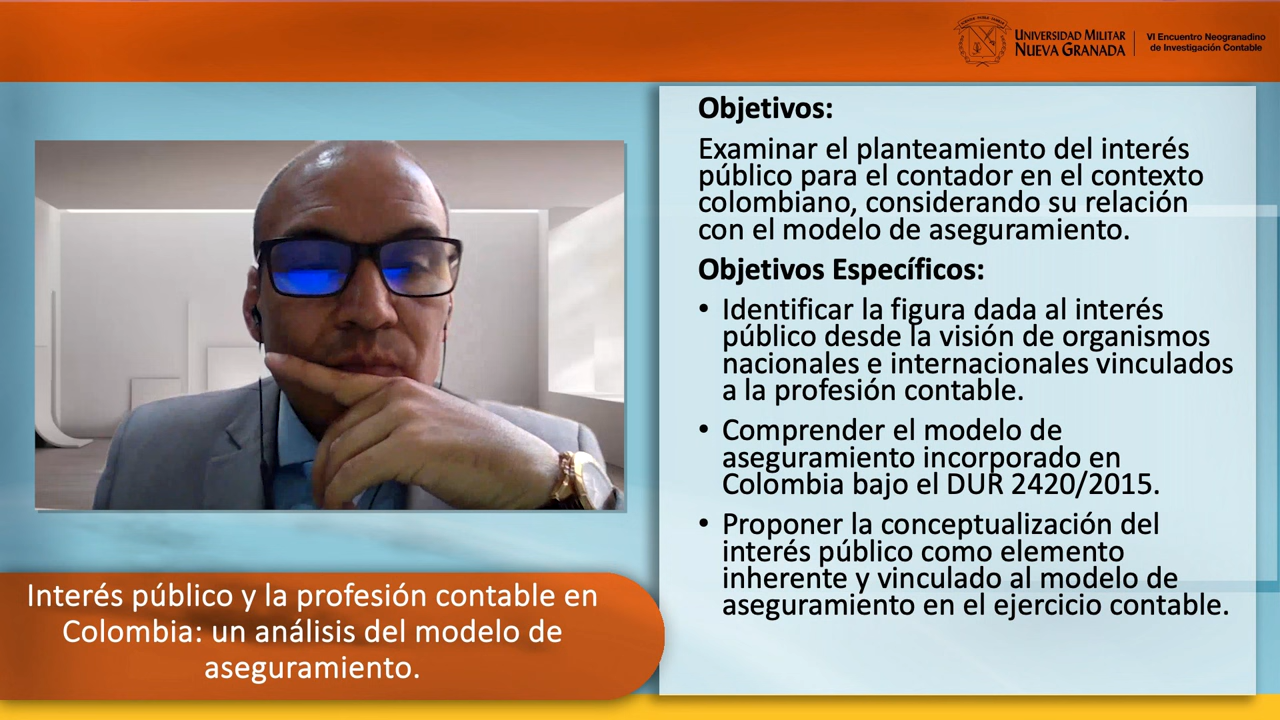 UNIVERSIDAD MILITAR
NUEVA GRANADA
VI Encuentro Neogranadino
de Investigación Contable
Objetivos:
Examinar el planteamiento del interés
público para el contador en el contexto
colombiano, considerando su relación
con el modelo de aseguramiento.
Objetivos Específicos:
• Identificar la figura dada al interés
público desde la visión de organismos
nacionales e internacionales vinculados
a la profesión contable.
• Comprender el modelo de
aseguramiento incorporado en
Colombia bajo el DUR 2420/2015.
• Proponer la conceptualización del
interés público como elemento
inherente y vinculado al modelo de
aseguramiento en el ejercicio contable.
Interés público y la profesión contable en
Colombia: un análisis del modelo de
aseguramiento.